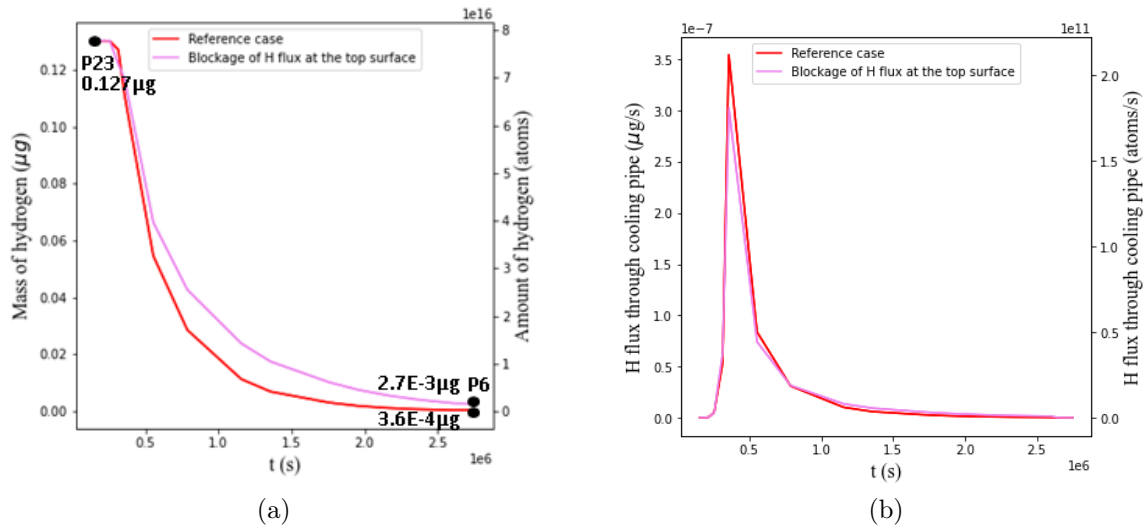 1e16
Reference case
Blockage of H flux at the top surface
P23
0.127μg
2.7E-3μg P6
3.6E-4μg
Mass of hydrogen (μg)
0.12
0.10
0.08
0.06
0.04
0.02
0.00
Amount of hydrogen (atoms)
8
7
6
5
4
3
2
1
0
0.5 1.0 1.5 2.0 2.5
1e6
t (s)
(a)
1e-7
1e11
Reference case
Blockage of H flux at the top surface
H flux through cooling pipe (μg/s)
3.5
3.0
2.5
2.0
1.5
1.0
0.5
0.0
H flux through cooling pipe (atoms/s)
2.0
1.5
1.0
0.5
0.0
0.5 1.0 1.5 2.0 2.5
1e6
t (s)
(b)